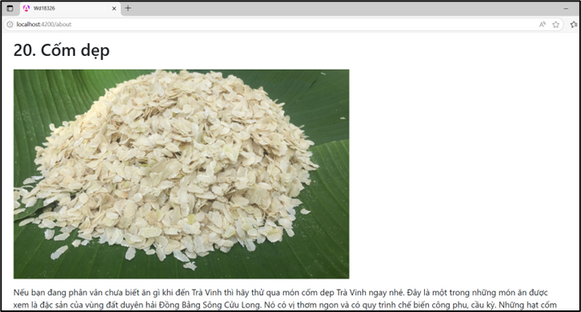 Wd18326
localhost:4200/about
20. Cốm dẹp
Nếu bạn đang phân vân chưa biết ăn gì khi đến Trà Vinh thì hãy thử qua món cốm dẹp Trà Vinh ngay nhé. Đây là một trong những món ăn được
xem là đặc sản của vùng đất duyên hải Đồng Bằng Sông Cửu Long. Nó có vị thơm ngon và có quy trình chế biến công phu, cầu kỳ. Những hạt cốm